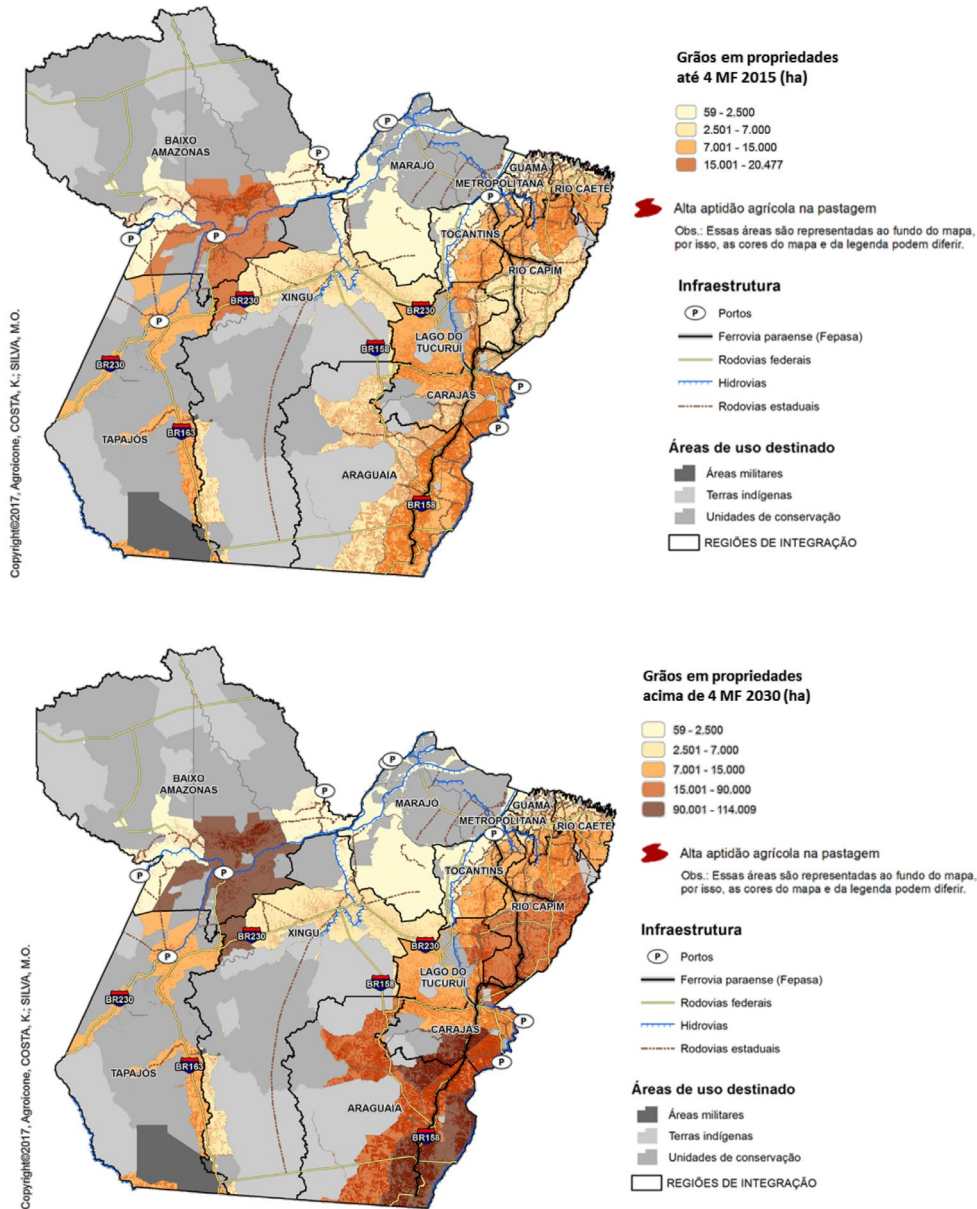 Grãos em propriedades
até 4 MF 2015 (ha)
59 - 2.500
2.501 - 7.000
7.001 - 15.000
15.001 - 20.477
Alta aptidão agrícola na pastagem
Obs.: Essas áreas são representadas ao fundo do mapa,
por isso, as cores do mapa e da legenda podem diferir.
Infraestrutura
P Portos
Ferrovia paraense (Fepasa)
Rodovias federais
Hidrovias
Rodovias estaduais
Áreas de uso destinado
Áreas militares
Terras indígenas
Unidades de conservação
REGIÕES DE INTEGRAÇÃO
BAIXO
AMAZONAS
P
P
MARAJÓ
GUAMÁ
METROPOLITANA
RIO CAETÉ
P
TOCANTINS
P
P
RIO CAPIM
XINGU
BR230
BR230
P
LAGO DO
TUCURUÍ
BR158
BR230
P
CARAJÁS
P
TAPAJÓS
BR163
ARAGUAIA
BR158
Copyright©2017, Agroicone, COSTA, K.; SILVA, M.O.
Grãos em propriedades
acima de 4 MF 2030 (ha)
59 - 2.500
2.501 - 7.000
7.001 - 15.000
15.001 - 90.000
90.001 - 114.009
Alta aptidão agrícola na pastagem
Obs.: Essas áreas são representadas ao fundo do mapa,
por isso, as cores do mapa e da legenda podem diferir.
Infraestrutura
P Portos
Ferrovia paraense (Fepasa)
Rodovias federais
Hidrovias
Rodovias estaduais
Áreas de uso destinado
Áreas militares
Terras indígenas
Unidades de conservação
REGIÕES DE INTEGRAÇÃO
BAIXO
AMAZONAS
P
P
MARAJÓ
GUAMÁ
METROPOLITANA
RIO CAETÉ
P
TOCANTINS
P
P
RIO CAPIM
XINGU
BR230
BR230
P
LAGO DO
TUCURUÍ
BR158
BR230
P
CARAJÁS
P
TAPAJÓS
BR163
ARAGUAIA
BR158
Copyright©2017, Agroicone, COSTA, K.; SILVA, M.O.